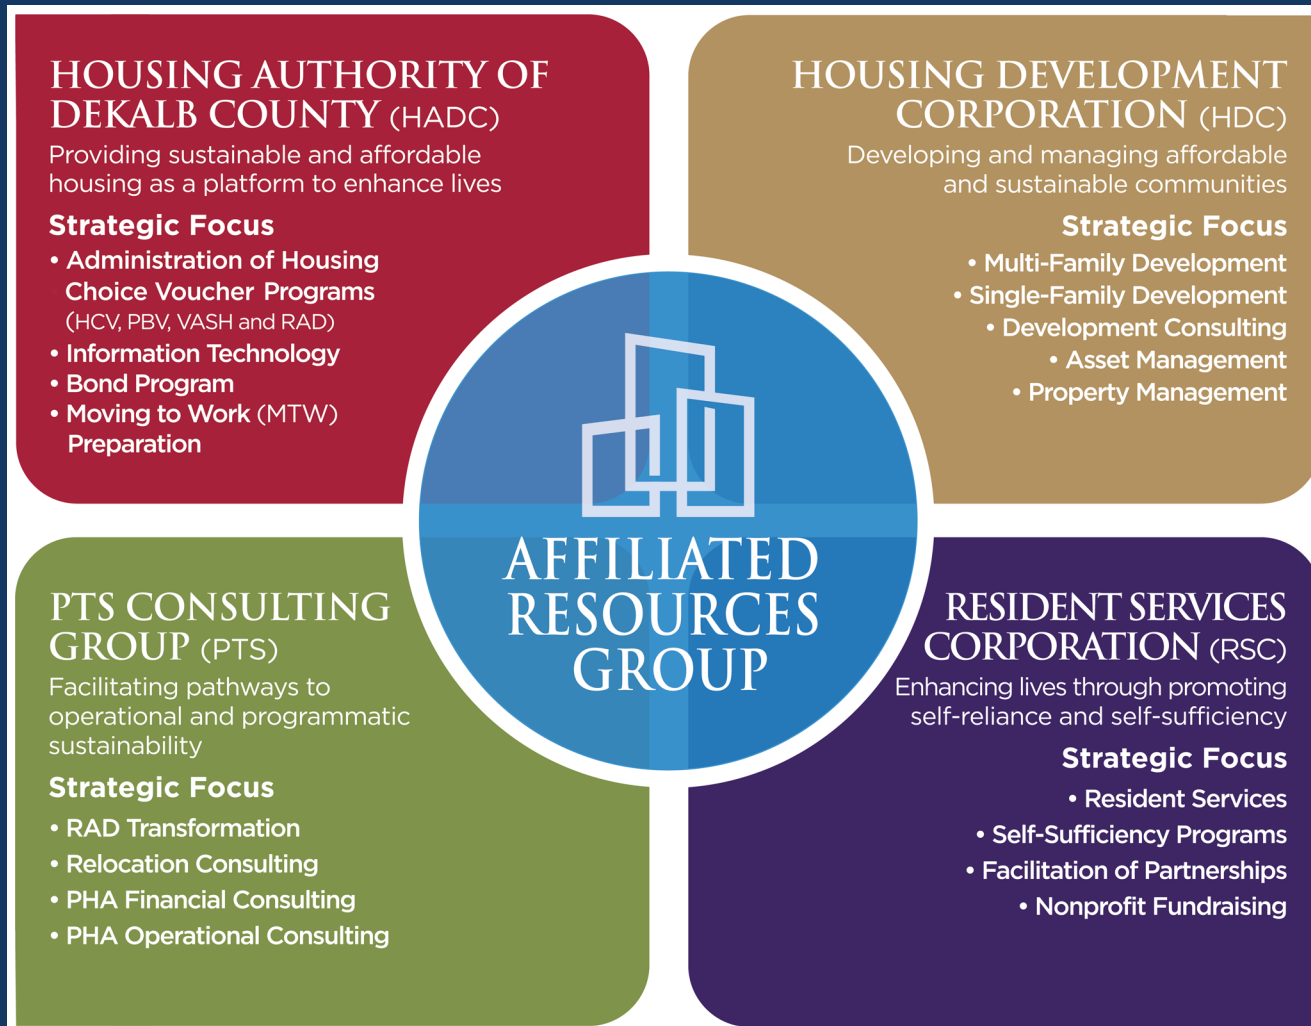 HOUSING AUTHORITY OF
DEKALB COUNTY (HADC)
Providing sustainable and affordable
housing as a platform to enhance lives
Strategic Focus
• Administration of Housing
Choice Voucher Programs
(HCV, PBV, VASH and RAD)
• Information Technology
• Bond Program
• Moving to Work (MTW)
Preparation
HOUSING DEVELOPMENT
CORPORATION (HDC)
Developing and managing affordable
and sustainable communities
Strategic Focus
• Multi-Family Development
• Single-Family Development
• Development Consulting
• Asset Management
• Property Management
AFFILIATED
RESOURCES
GROUP
PTS CONSULTING
GROUP (PTS)
Facilitating pathways to
operational and programmatic
sustainability
Strategic Focus
• RAD Transformation
• Relocation Consulting
• PHA Financial Consulting
• PHA Operational Consulting
RESIDENT SERVICES
CORPORATION (RSC)
Enhancing lives through promoting
self-reliance and self-sufficiency
Strategic Focus
• Resident Services
• Self-Sufficiency Programs
• Facilitation of Partnerships
• Nonprofit Fundraising